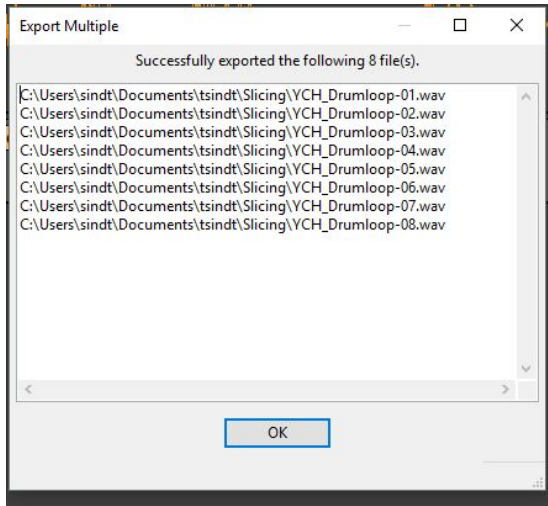 Export Multiple
Successfully exported the following 8 file(s).
C:\Users\sindt\Documents\tsindt\Slicing\YCH_Drumloop-01.wav
C:\Users\sindt\Documents\tsindt\Slicing\YCH_Drumloop-02.wav
C:\Users\sindt\Documents\tsindt\Slicing\YCH_Drumloop-03.wav
C:\Users\sindt\Documents\tsindt\Slicing\YCH_Drumloop-04.wav
C:\Users\sindt\Documents\tsindt\Slicing\YCH_Drumloop-05.wav
C:\Users\sindt\Documents\tsindt\Slicing\YCH_Drumloop-06.wav
C:\Users\sindt\Documents\tsindt\Slicing\YCH_Drumloop-07.wav
C:\Users\sindt\Documents\tsindt\Slicing\YCH_Drumloop-08.wav
OK